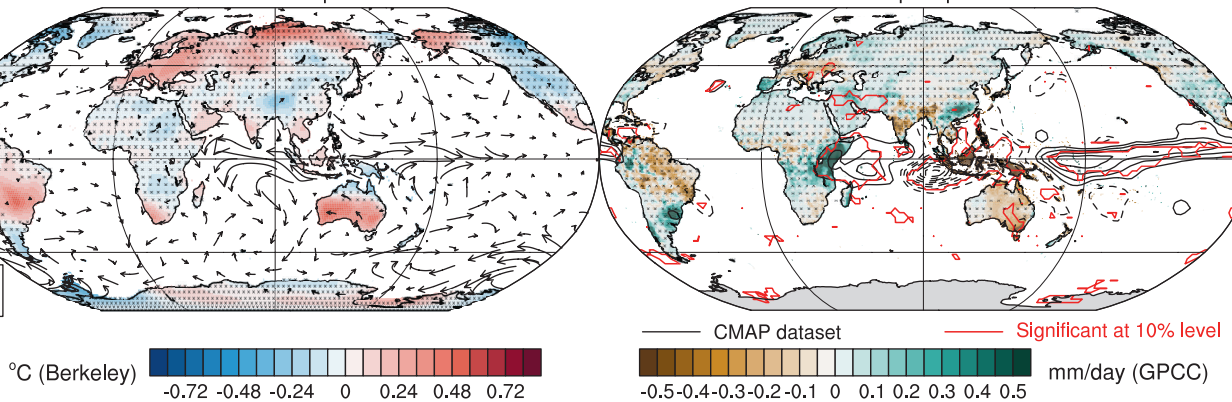 CMAP dataset
Significant at 10% level
°C (Berkeley)
-0.72 -0.48 -0.24 0 0.24 0.48 0.72
-0.5 -0.4 -0.3 -0.2 -0.1 0 0.1 0.2 0.3 0.4 0.5
mm/day (GPCC)